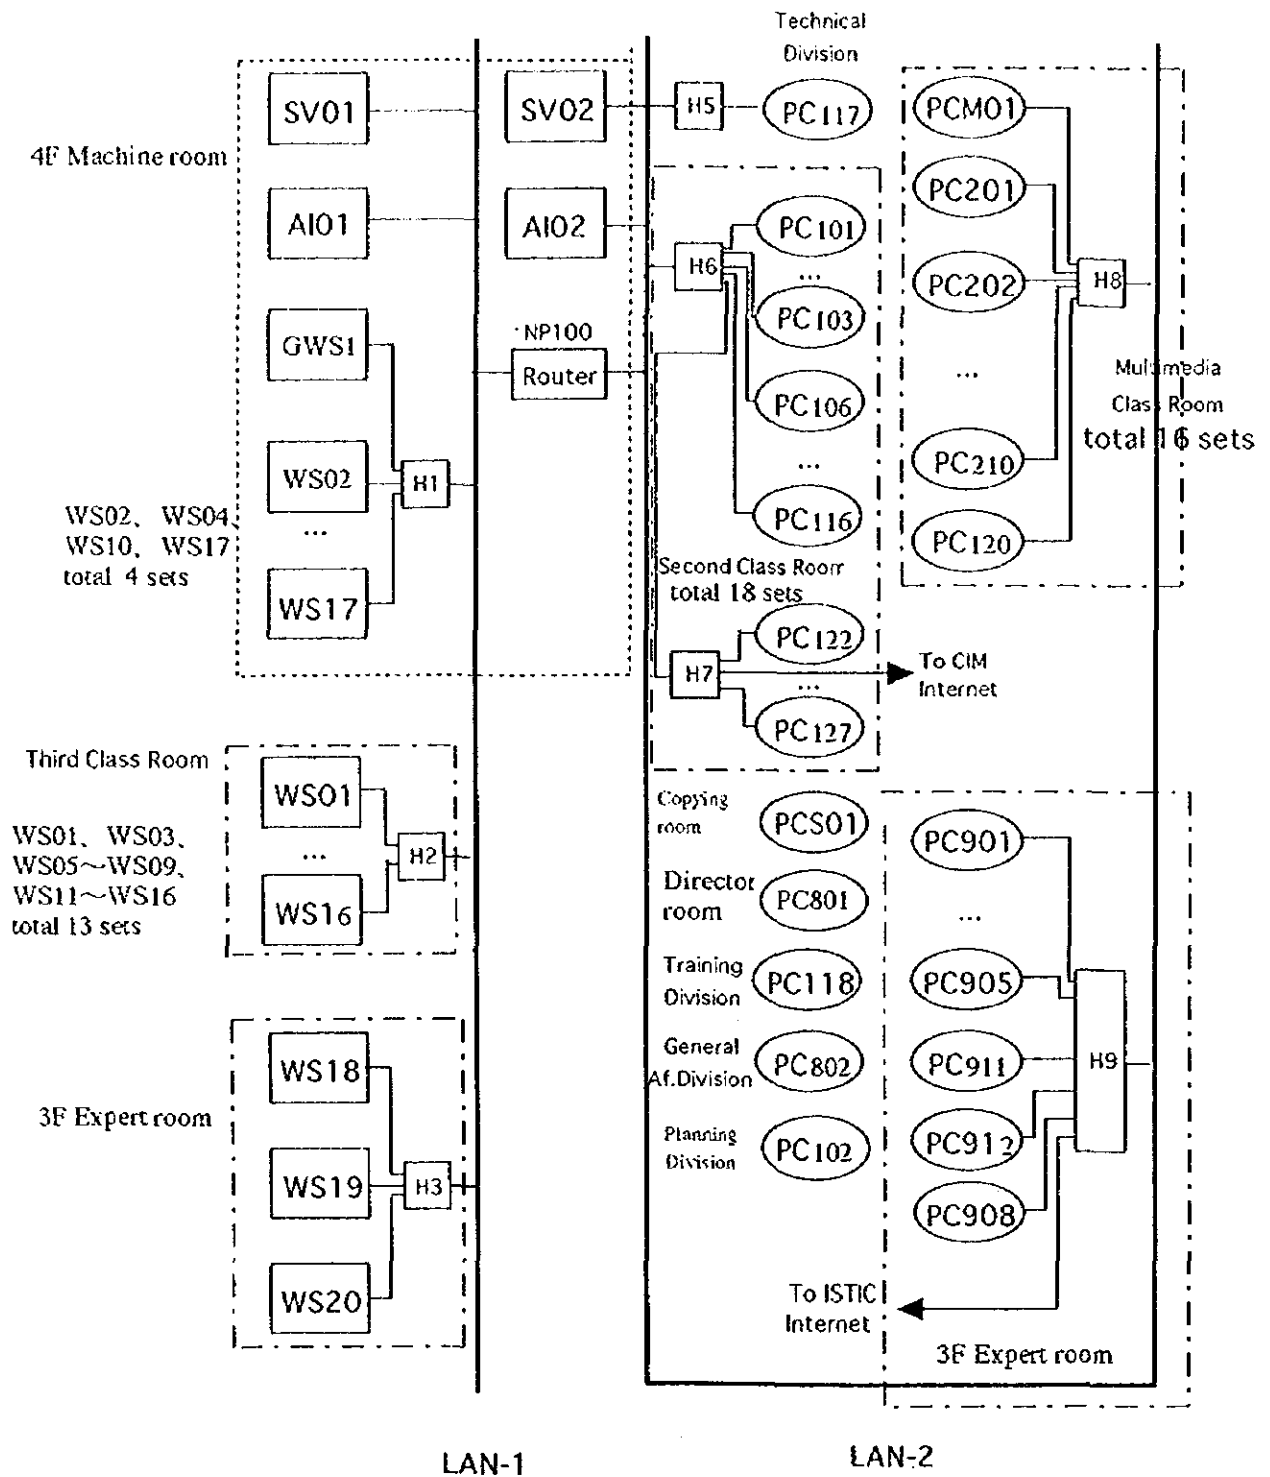 Technical
Division
SV01
SV02
H5
PC117
PCM01
4F Machine room
AI01
AI02
H6
PC101
...
PC103
PC201
PC202
H8
GWS1
NP100
Router
PC106
...
PC116
...
Multimedia
Class Room
total 16 sets
PC210
PC120
WS02
H1
...
WS17
WS02、WS04、
WS10、WS17
total 4 sets
Second Class Room
total 18 sets
PC122
H7
...
PC127
To CIM
Internet
Third Class Room
WS01
...
WS16
H2
WS01、WS03、
WS05~WS09、
WS11~WS16
total 13 sets
Copying
room
PCS01
Director
room
PC801
Training
Division
PC118
General
Af.Division
PC802
Planning
Division
PC102
PC901
...
PC905
PC911
H9
PC912
PC908
3F Expert room
WS18
WS19
H3
WS20
To ISTIC
Internet
3F Expert room
LAN-1
LAN-2